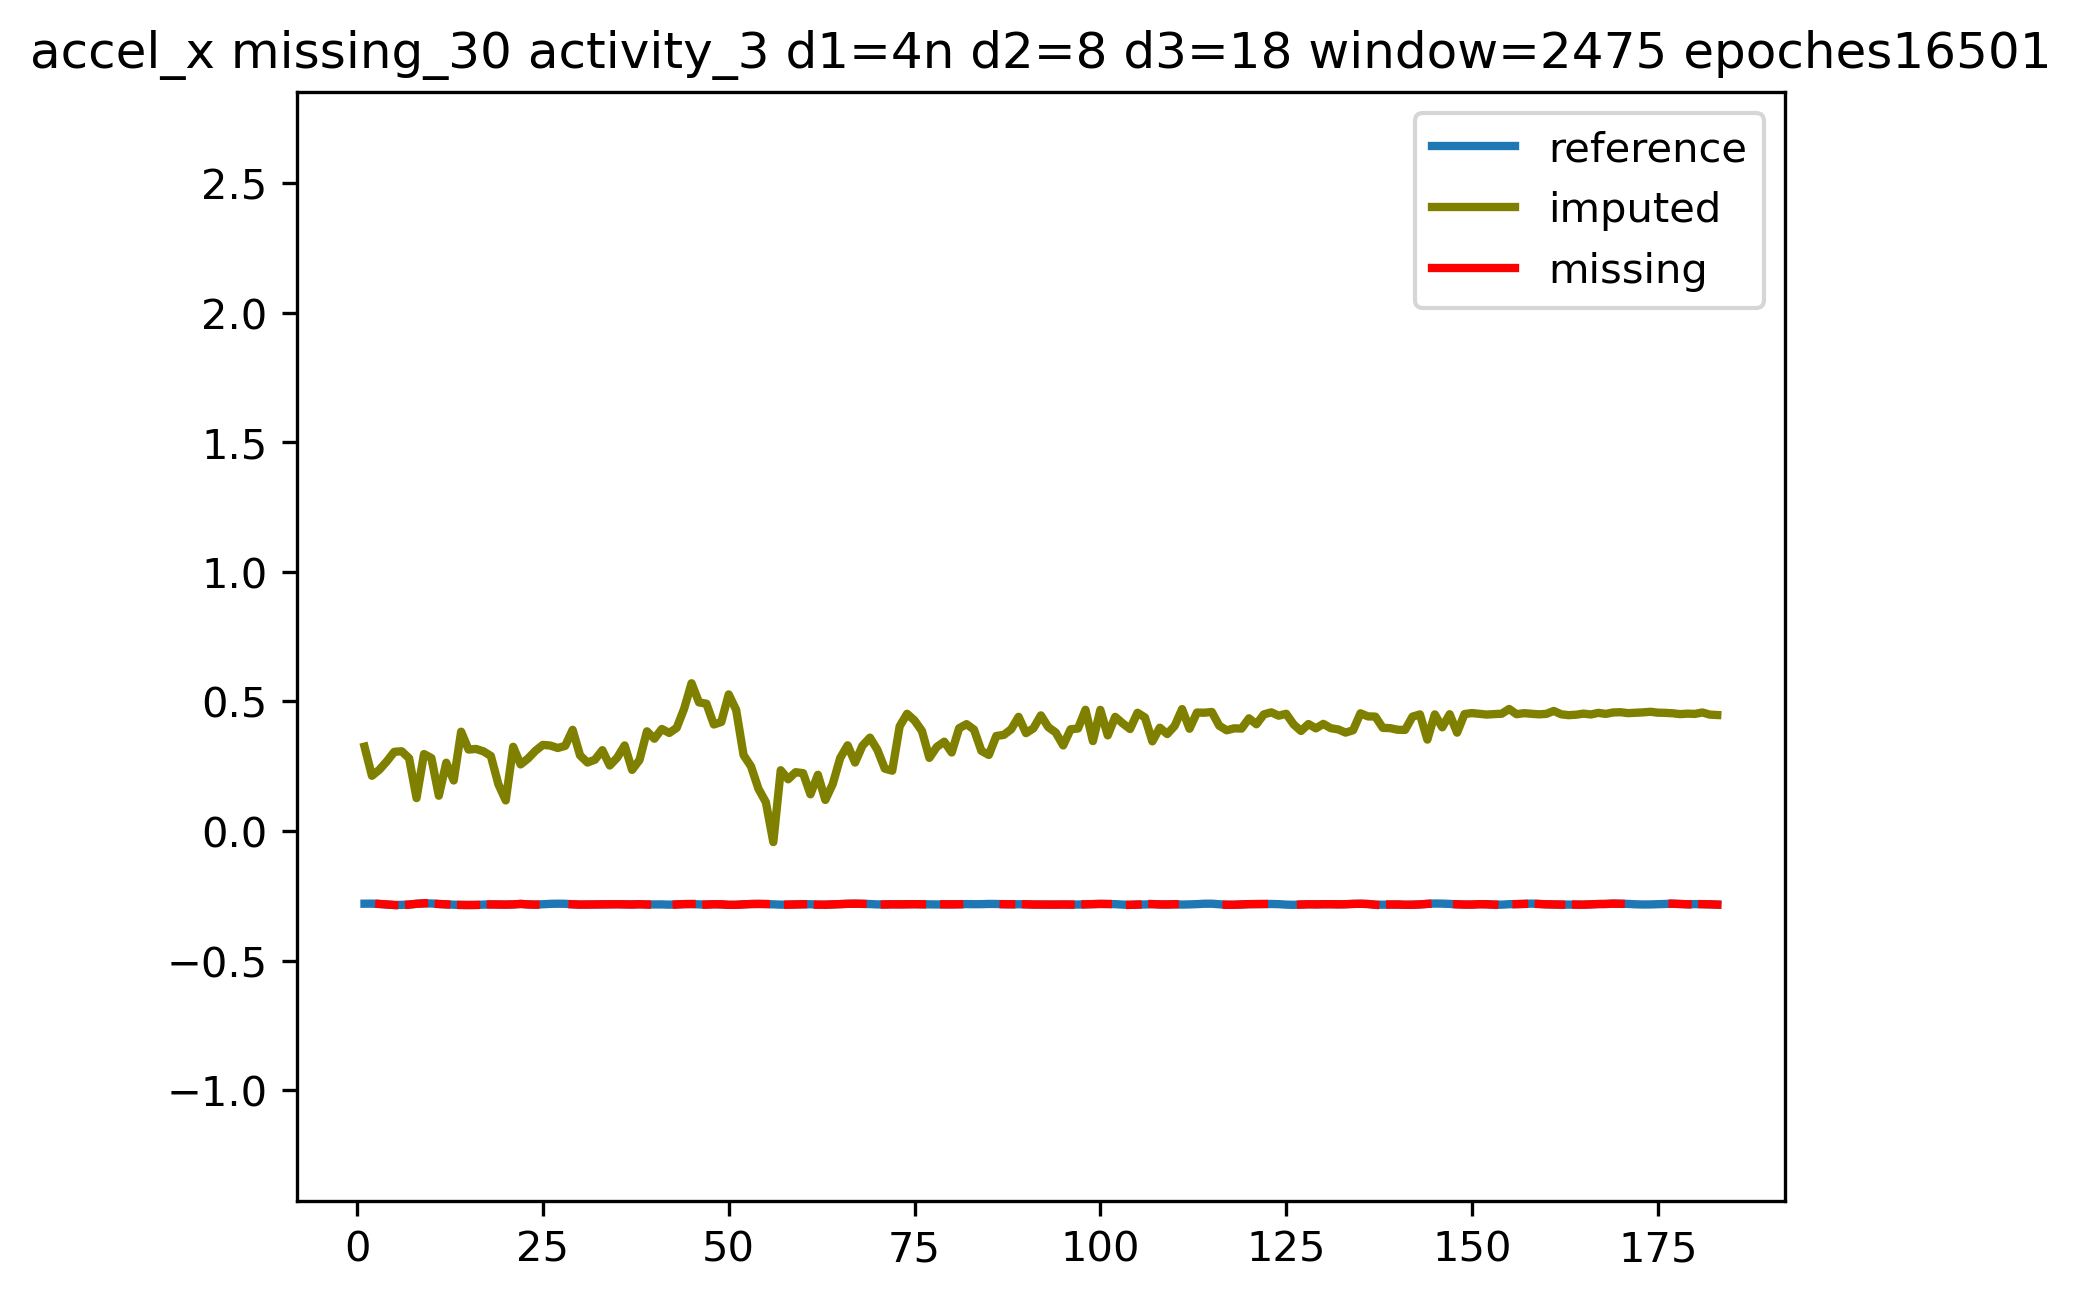 accel_x missing_30 activity_3 d1=4n d2=8 d3=18 window=2475 epoches16501
reference
imputed
missing
2.5
2.0
1.5
1.0
0.5
0.0
−0.5
−1.0
0 25 50 75 100 125 150 175